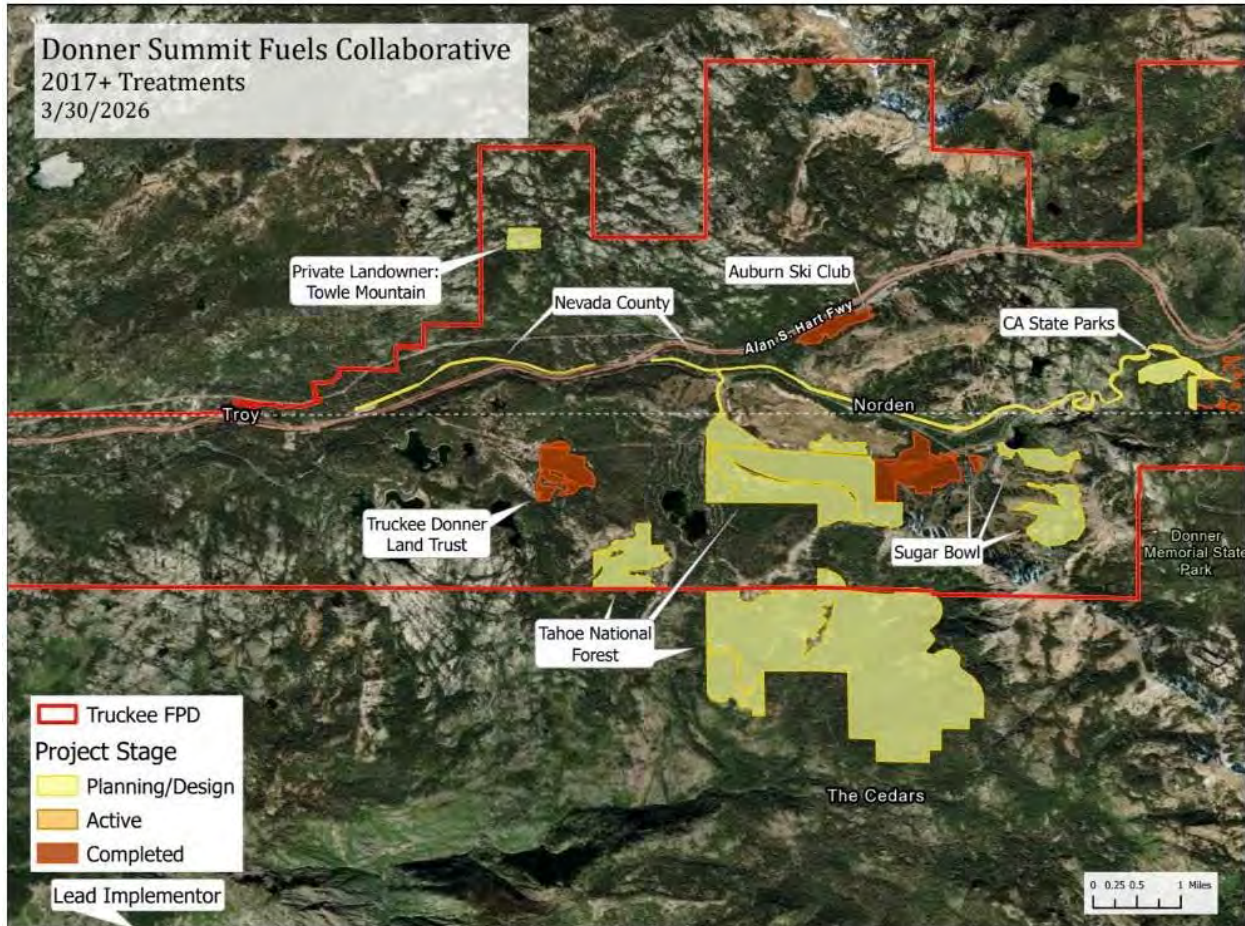 Donner Summit Fuels Collaborative
2017+ Treatments
3/30/2026
Private Landowner:
Towle Mountain
Nevada County
Auburn Ski Club
Alan S. Hart Fwy
CA State Parks
Troy
Norden
Truckee Donner
Land Trust
Sugar Bowl
Donner
Memorial State
Park
Tahoe National
Forest
The Cedars
Truckee FPD
Project Stage
Planning/Design
Active
Completed
Lead Implementor
0 0.25 0.5 1 Miles